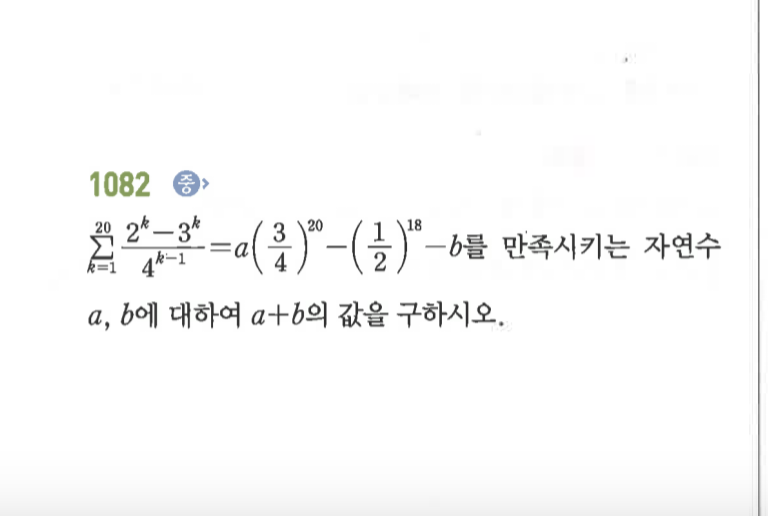 1082 중>
$\sum_{k=1}^{20} \frac{2^k-3^k}{4^{k-1}}=a\left(\frac{3}{4}\right)^{20}-\left(\frac{1}{2}\right)^{18}-b$를 만족시키는 자연수
a, b에 대하여 a+b의 값을 구하시오.